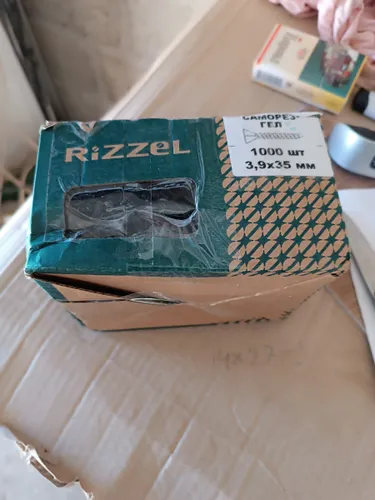 RiZZeL
САМОРЕЗ-
ГЕЛ
1000 шт
3,9х35 мм